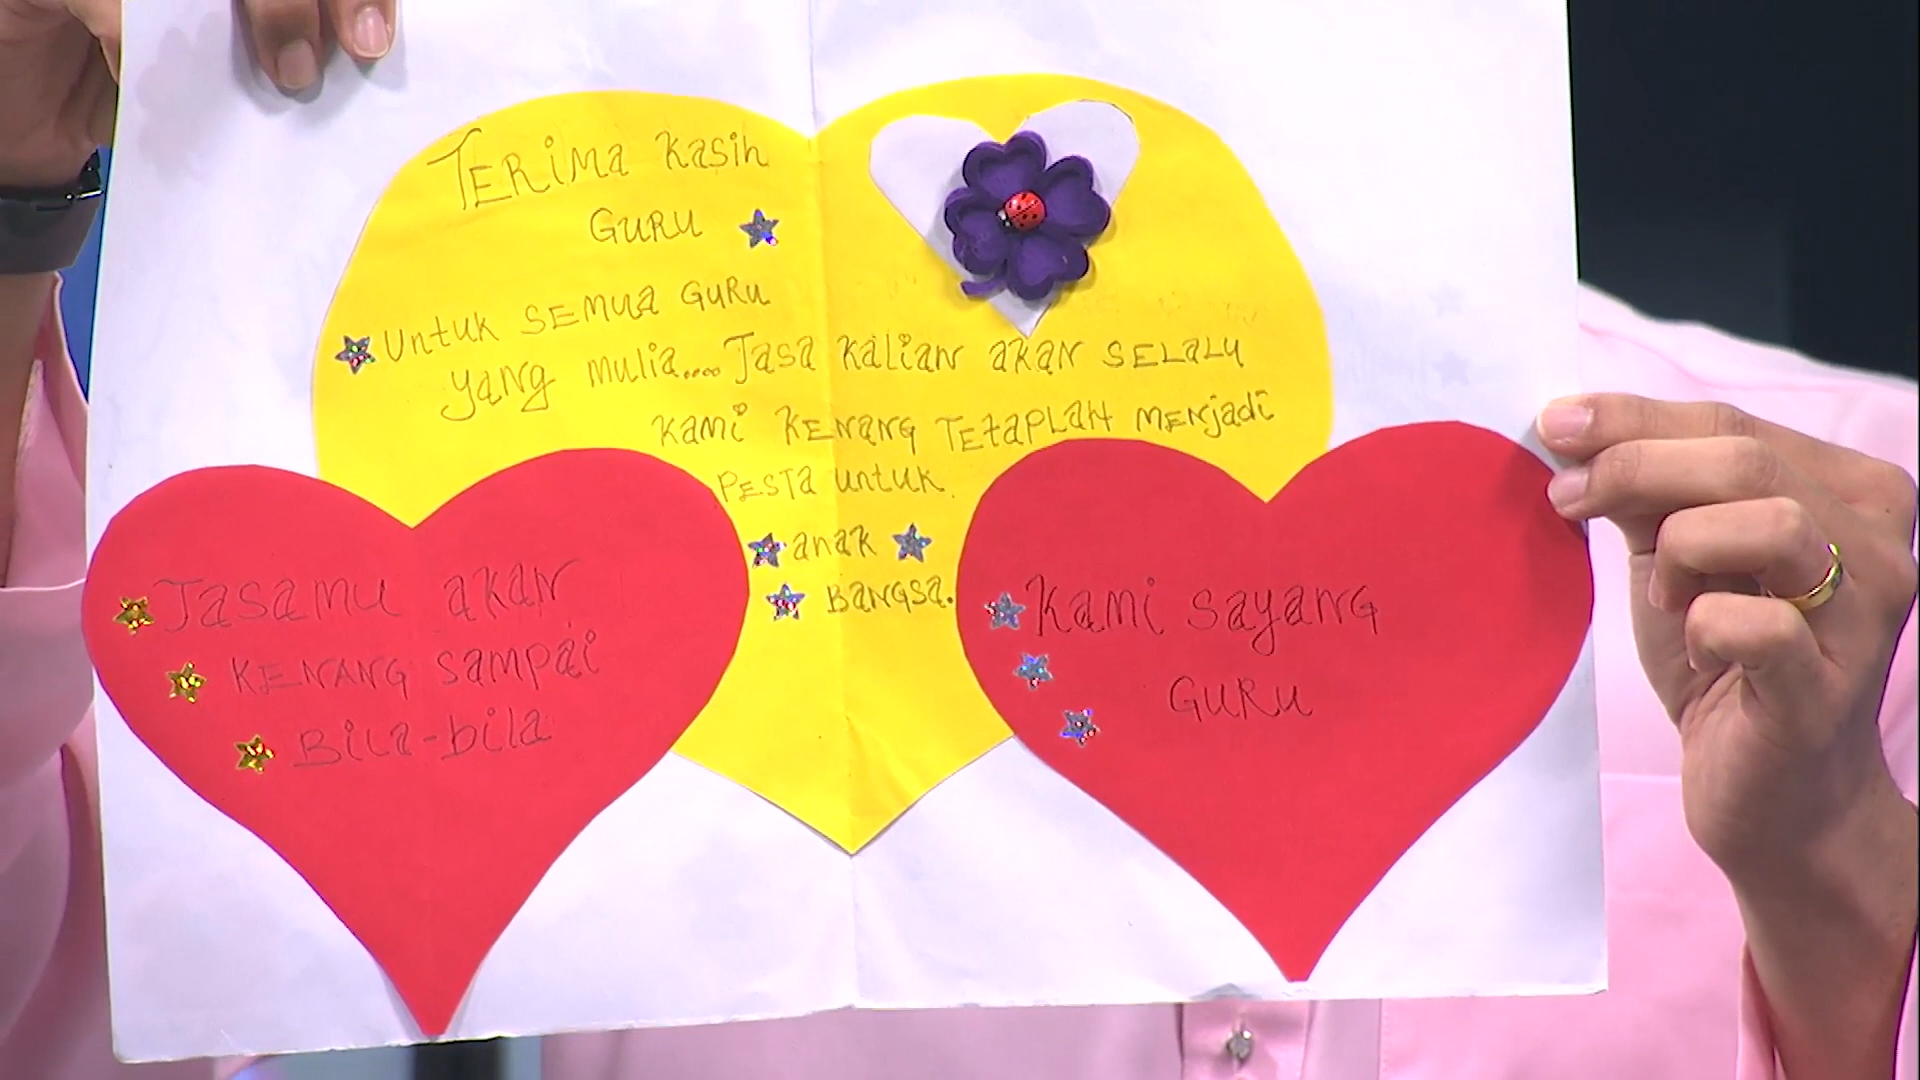 TERIMA KASIH
GURU
UNTUK SEMUA GURU
YANG MULIA.... JASA KALIAN AKAN SELALU
KAMI KENANG TETAPLAH MENJADI
PESTA UNTUK
ANAK
BANGSA.
JASAMU AKAN
KENANG SAMPAI
BILA-BILA
KAMI SAYANG
GURU